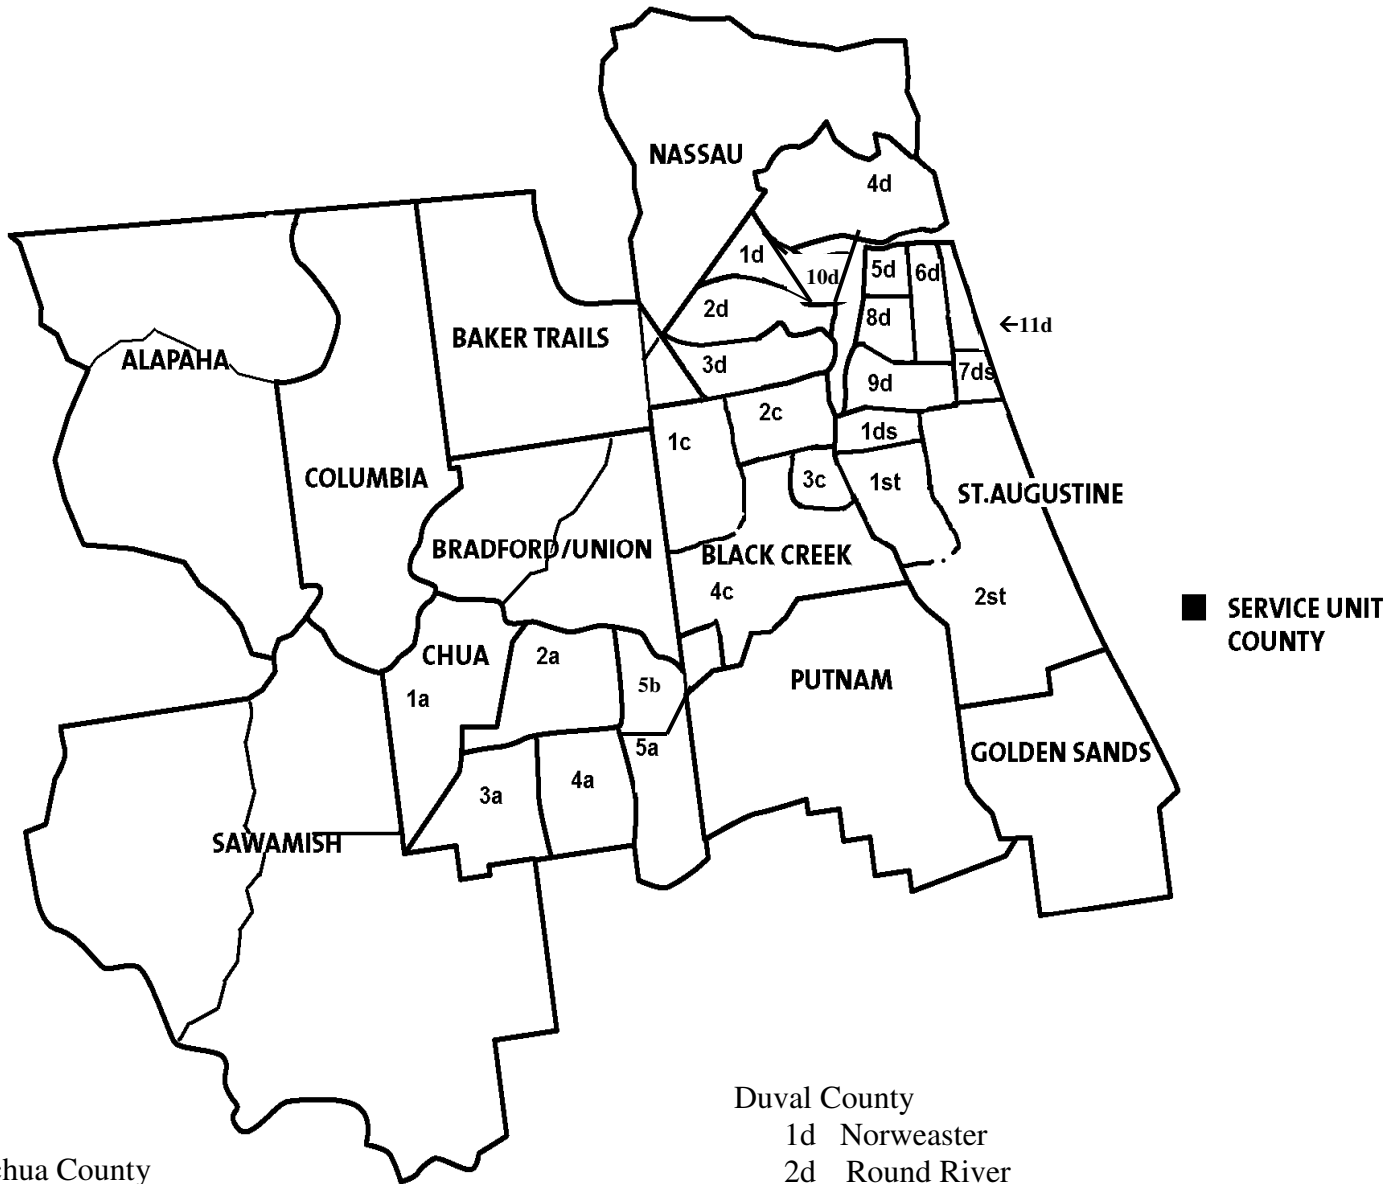 NASSAU
4d
1d
10d
5d
6d
2d
8d
←11d
BAKER TRAILS
ALAPAHA
3d
7ds
9d
2c
1ds
1c
COLUMBIA
3c
1st
ST.AUGUSTINE
BRADFORD/UNION
BLACK CREEK
4c
2st
SERVICE UNIT
COUNTY
CHUA
2a
PUTNAM
5b
1a
5a
GOLDEN SANDS
4a
3a
SAWAMISH
Duval County
1d Norweaster
2d Round River
chua County